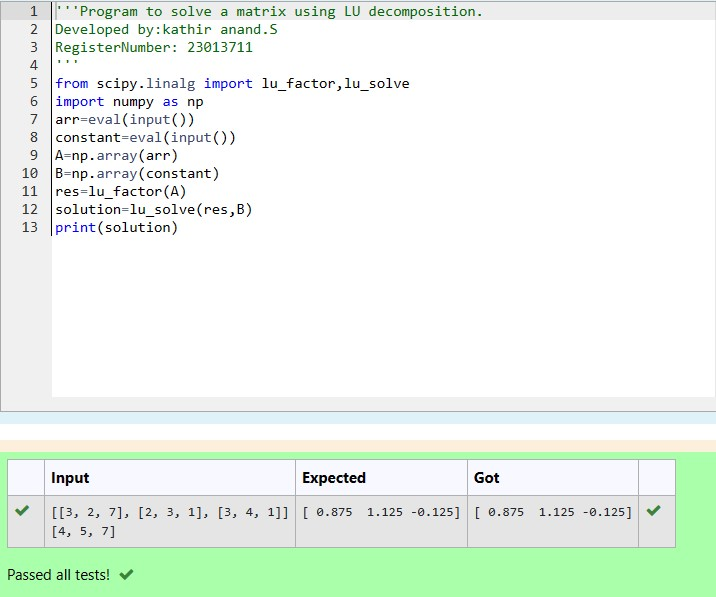 1 '''Program to solve a matrix using LU decomposition.
2 Developed by:kathir anand.S
3 RegisterNumber: 23013711
4 '''
5 from scipy.linalg import lu_factor,lu_solve
6 import numpy as np
7 arr=eval(input())
8 constant=eval(input())
9 A=np.array(arr)
10 B=np.array(constant)
11 res=lu_factor(A)
12 solution=lu_solve(res,B)
13 print(solution)
Input Expected Got
[[3, 2, 7], [2, 3, 1], [3, 4, 1]] [ 0.875  1.125 -0.125] [ 0.875  1.125 -0.125]
[4, 5, 7]
Passed all tests!